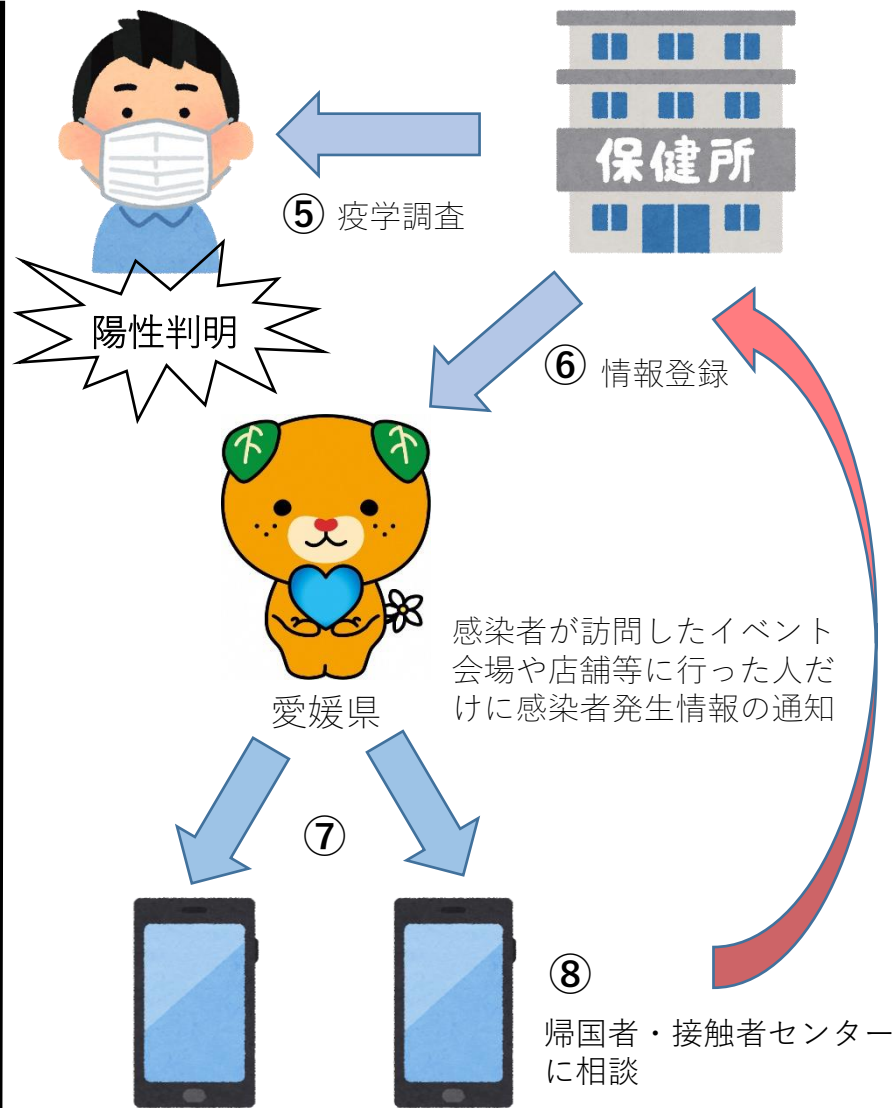 保健所
⑤ 疫学調査
陽性判明
⑥ 情報登録
愛媛県
感染者が訪問したイベント
会場や店舗等に行った人だ
けに感染者発生情報の通知
⑦
⑧
帰国者・接触者センター
に相談